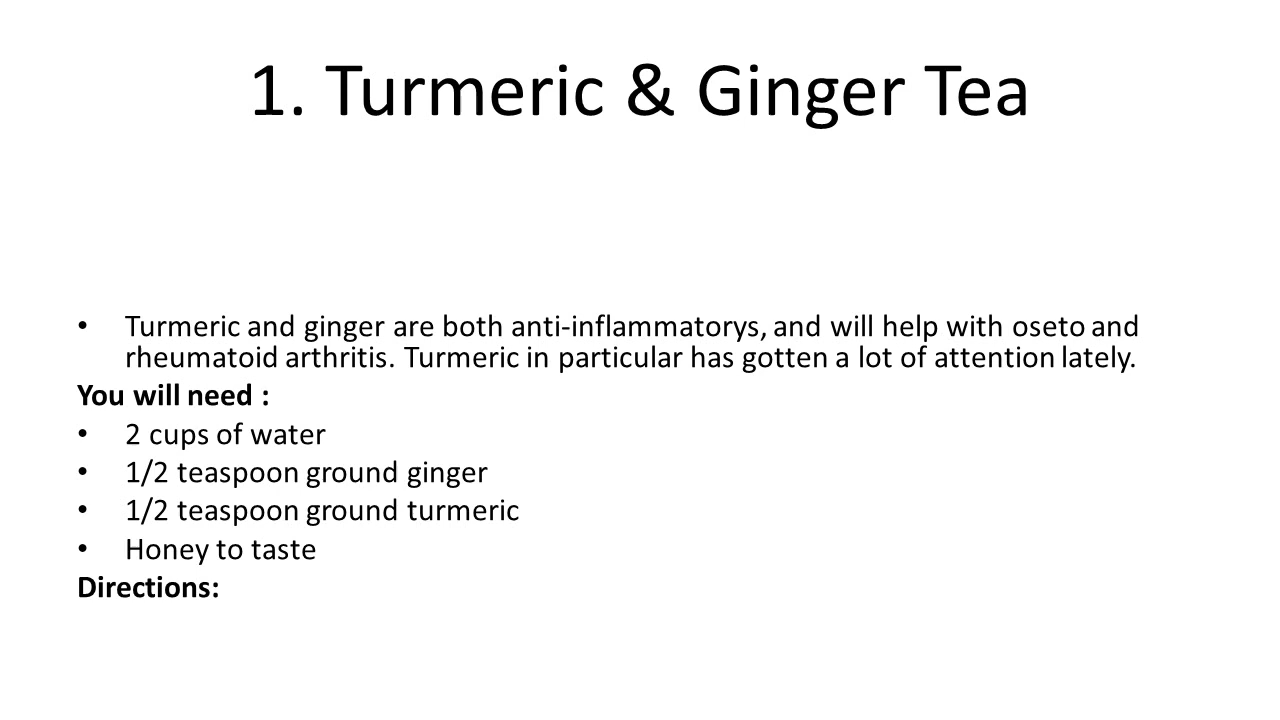 1. Turmeric & Ginger Tea
• Turmeric and ginger are both anti-inflammatorys, and will help with oseto and
rheumatoid arthritis. Turmeric in particular has gotten a lot of attention lately.
You will need :
• 2 cups of water
• 1/2 teaspoon ground ginger
• 1/2 teaspoon ground turmeric
• Honey to taste
Directions: